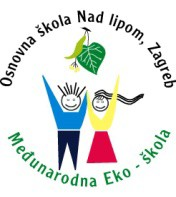 Osnovna škola Nad lipom, Zagreb
Međunarodna Eko - škola